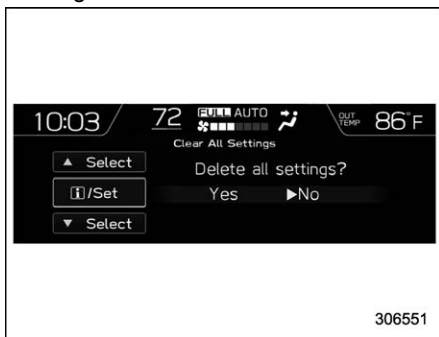 10:03 72 FULL AUTO OUT TEMP 86°F
Clear All Settings
▲ Select
Delete all settings?
i/Set
Yes ▶No
▼ Select
306551